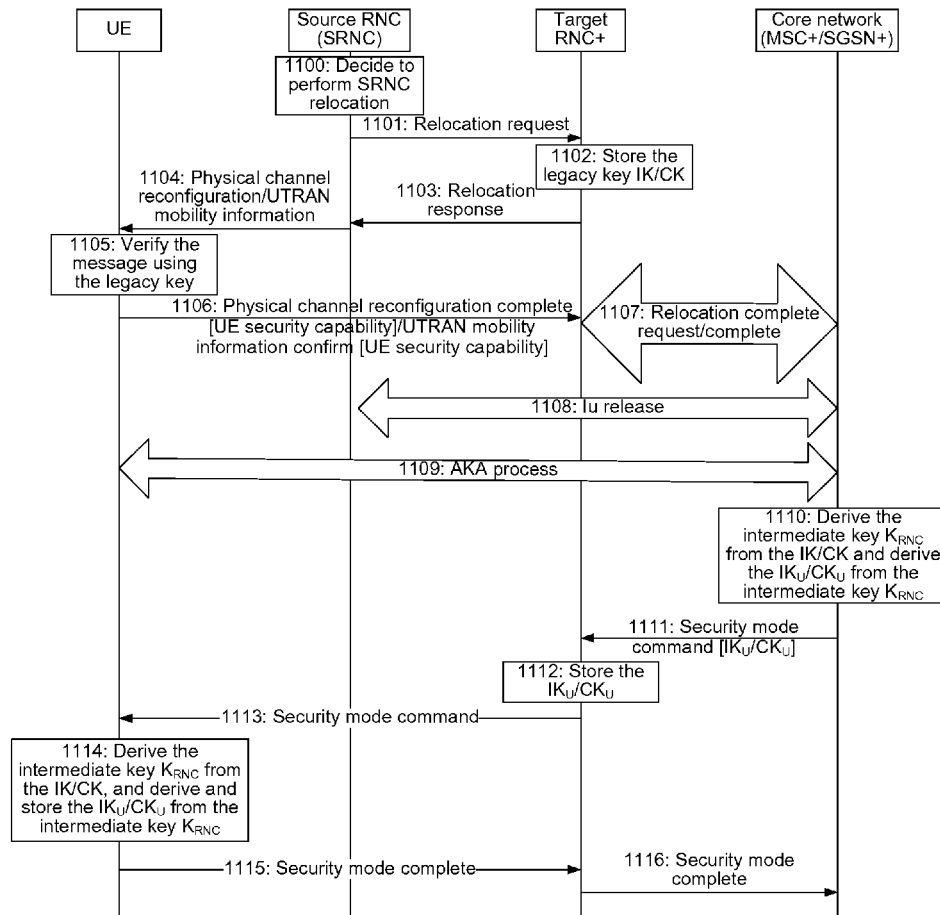 UE
Source RNC
(SRNC)
Target
RNC+
Core network
(MSC+/SGSN+)
1100: Decide to
perform SRNC
relocation
1101: Relocation request
1102: Store the
legacy key IK/CK
1103: Relocation
response
1104: Physical channel
reconfiguration/UTRAN
mobility information
1105: Verify the
message using
the legacy key
1106: Physical channel reconfiguration complete
[UE security capability]/UTRAN mobility
information confirm [UE security capability]
1107: Relocation complete
request/complete
1108: Iu release
1109: AKA process
1110: Derive the
intermediate key KRNC
from the IK/CK and derive
the IKU/CKU from the
intermediate key KRNC
1111: Security mode
command [IKU/CKU]
1112: Store the
IKU/CKU
1113: Security mode command
1114: Derive the
intermediate key KRNC from
the IK/CK, and derive and
store the IKU/CKU from the
intermediate key KRNC
1115: Security mode complete
1116: Security mode
complete